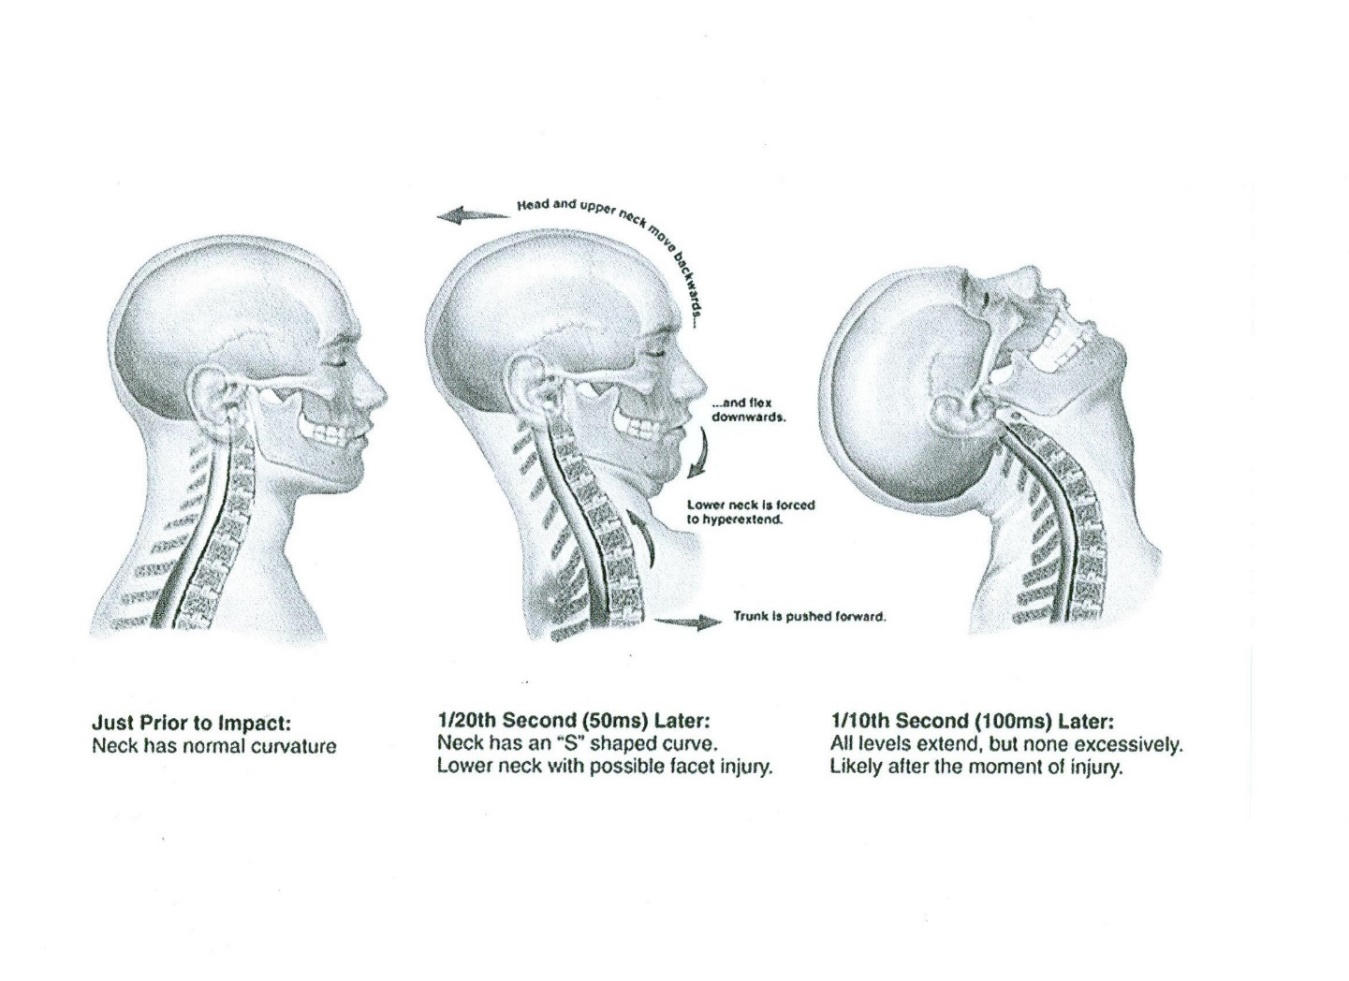 Head and upper neck move backwards...
...and flex
downwards.
Lower neck is forced
to hyperextend.
Trunk is pushed forward.
Just Prior to Impact:
Neck has normal curvature
1/20th Second (50ms) Later:
Neck has an "S" shaped curve.
Lower neck with possible facet injury.
1/10th Second (100ms) Later:
All levels extend, but none excessively.
Likely after the moment of injury.